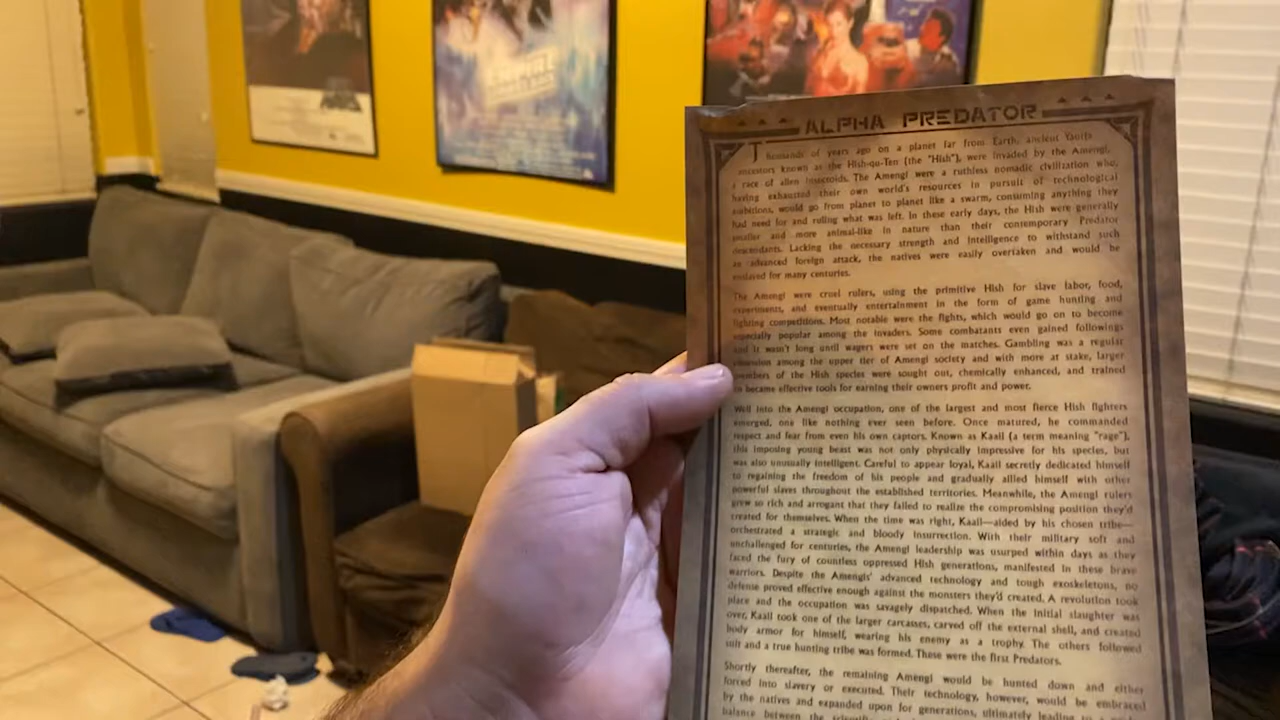 EMPIRE
ALPHA PREDATOR
Thousands of years ago on a planet far from Earth, ancient Yautja
ancestors known as the Hish-qu-Ten (the "Hish"), were invaded by the Amengi,
a race of alien insectoids. The Amengi were a ruthless nomadic civilization who,
having exhausted their own world's resources in pursuit of technological
ambitions, would go from planet to planet like a swarm, consuming anything they
had need for and ruling what was left. In these early days, the Hish were generally
smaller and more animal-like in nature than their contemporary Predator
descendants. Lacking the necessary strength and intelligence to withstand such
an advanced foreign attack, the natives were easily overtaken and would be
enslaved for many centuries.
The Amengi were cruel rulers, using the primitive Hish for slave labor, food,
experiments, and eventually entertainment in the form of game hunting and
fighting competitions. Most notable were the fights, which would go on to become
especially popular among the invaders. Some combatants even gained followings
and it wasn't long until wagers were set on the matches. Gambling was a regular
obsession among the upper tier of Amengi society and with more at stake, larger
members of the Hish species were sought out, chemically enhanced, and trained
to became effective tools for earning their owners profit and power.
Well into the Amengi occupation, one of the largest and most fierce Hish fighters
emerged, one like nothing ever seen before. Once matured, he commanded
respect and fear from even his own captors. Known as Kaail (a term meaning "rage"),
this imposing young beast was not only physically impressive for his species, but
was also unusually intelligent. Careful to appear loyal, Kaail secretly dedicated himself
to regaining the freedom of his people and gradually allied himself with other
powerful slaves throughout the established territories. Meanwhile, the Amengi rulers
grew so rich and arrogant that they failed to realize the compromising position they'd
created for themselves. When the time was right, Kaail—aided by his chosen tribe—
orchestrated a strategic and bloody insurrection. With their military soft and
unchallenged for centuries, the Amengi leadership was usurped within days as they
faced the fury of countless oppressed Hish generations, manifested in these brave
warriors. Despite the Amengis' advanced technology and tough exoskeletons, no
defense proved effective enough against the monsters they'd created. A revolution took
place and the occupation was savagely dispatched. When the initial slaughter was
over, Kaail took one of the larger carcasses, carved off the external shell, and created
body armor for himself, wearing his enemy as a trophy. The others followed
suit and a true hunting tribe was formed. These were the first Predators.
Shortly thereafter, the remaining Amengi would be hunted down and either
forced into slavery or executed. Their technology, however, would be embraced
by the natives and expanded upon for generations, ultimately leading to
balance between the